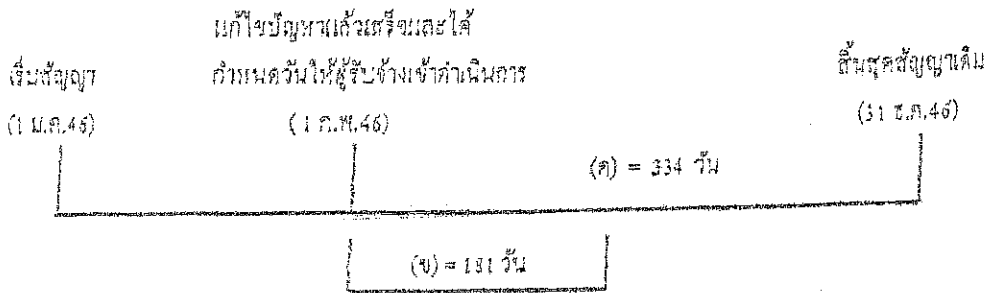 แก้ไขปัญหาแล้วเสร็จและได้
เริ่มสัญญา กำหนดวันให้ผู้รับจ้างเข้าดำเนินการ สิ้นสุดสัญญาเดิม
(1 ม.ค.46) ( 1 ก.พ.46) (31 ธ.ค.46)
(ค) = 334 วัน
(ข) = 181 วัน